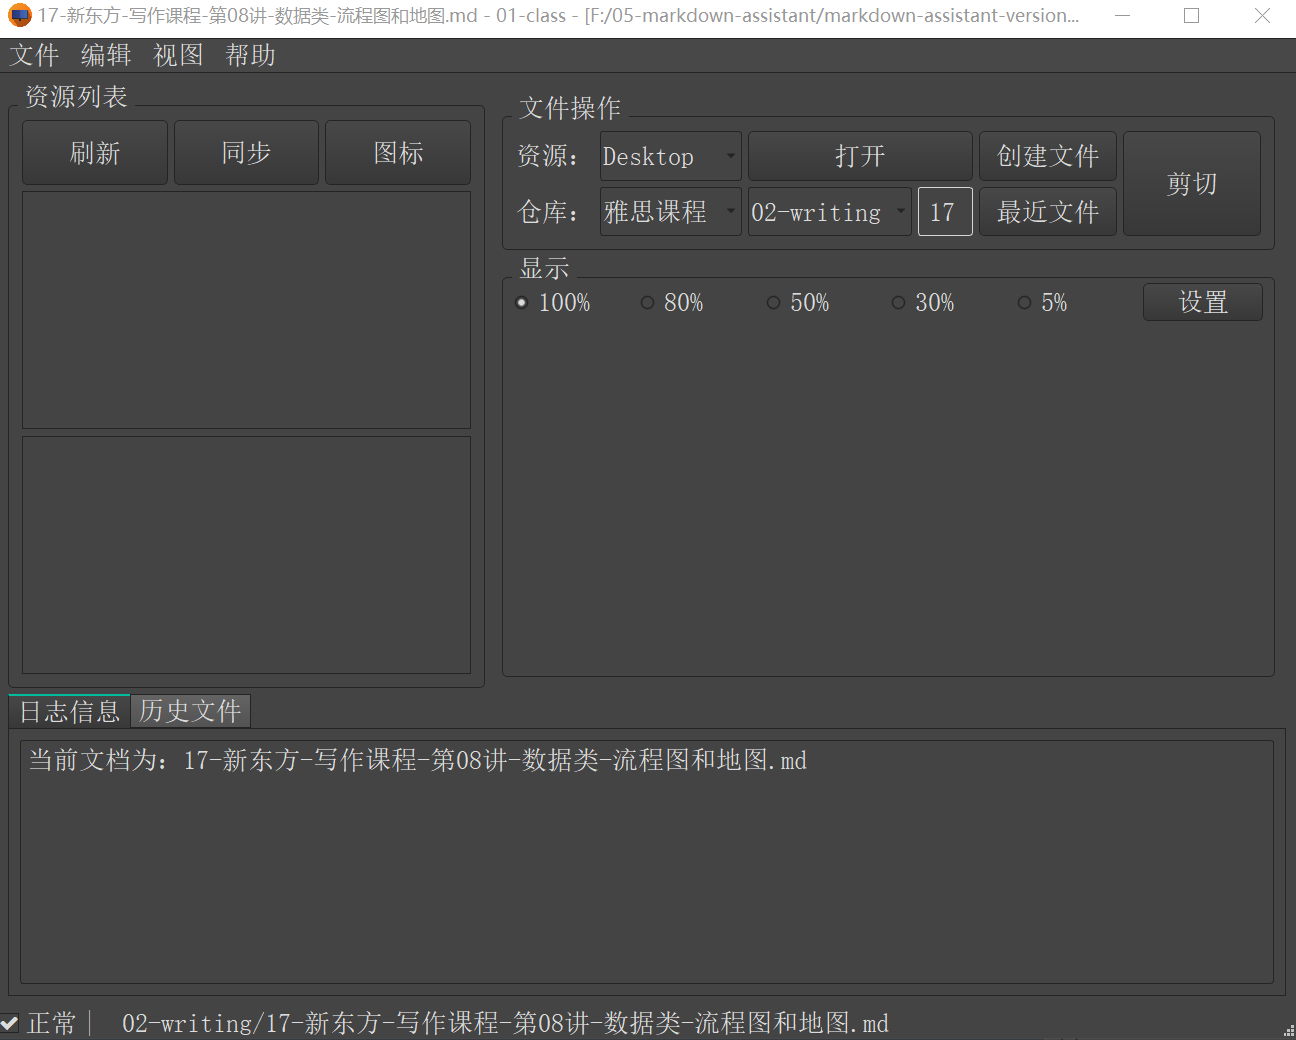 17-新东方-写作课程-第08讲-数据类-流程图和地图.md - 01-class - [F:/05-markdown-assistant/markdown-assistant-version...
文件 编辑 视图 帮助
资源列表
刷新 同步 图标
文件操作
资源: Desktop 打开 创建文件 剪切
仓库: 雅思课程 02-writing 17 最近文件
显示
100% 80% 50% 30% 5% 设置
日志信息 历史文件
当前文档为: 17-新东方-写作课程-第08讲-数据类-流程图和地图.md
正常 02-writing/17-新东方-写作课程-第08讲-数据类-流程图和地图.md